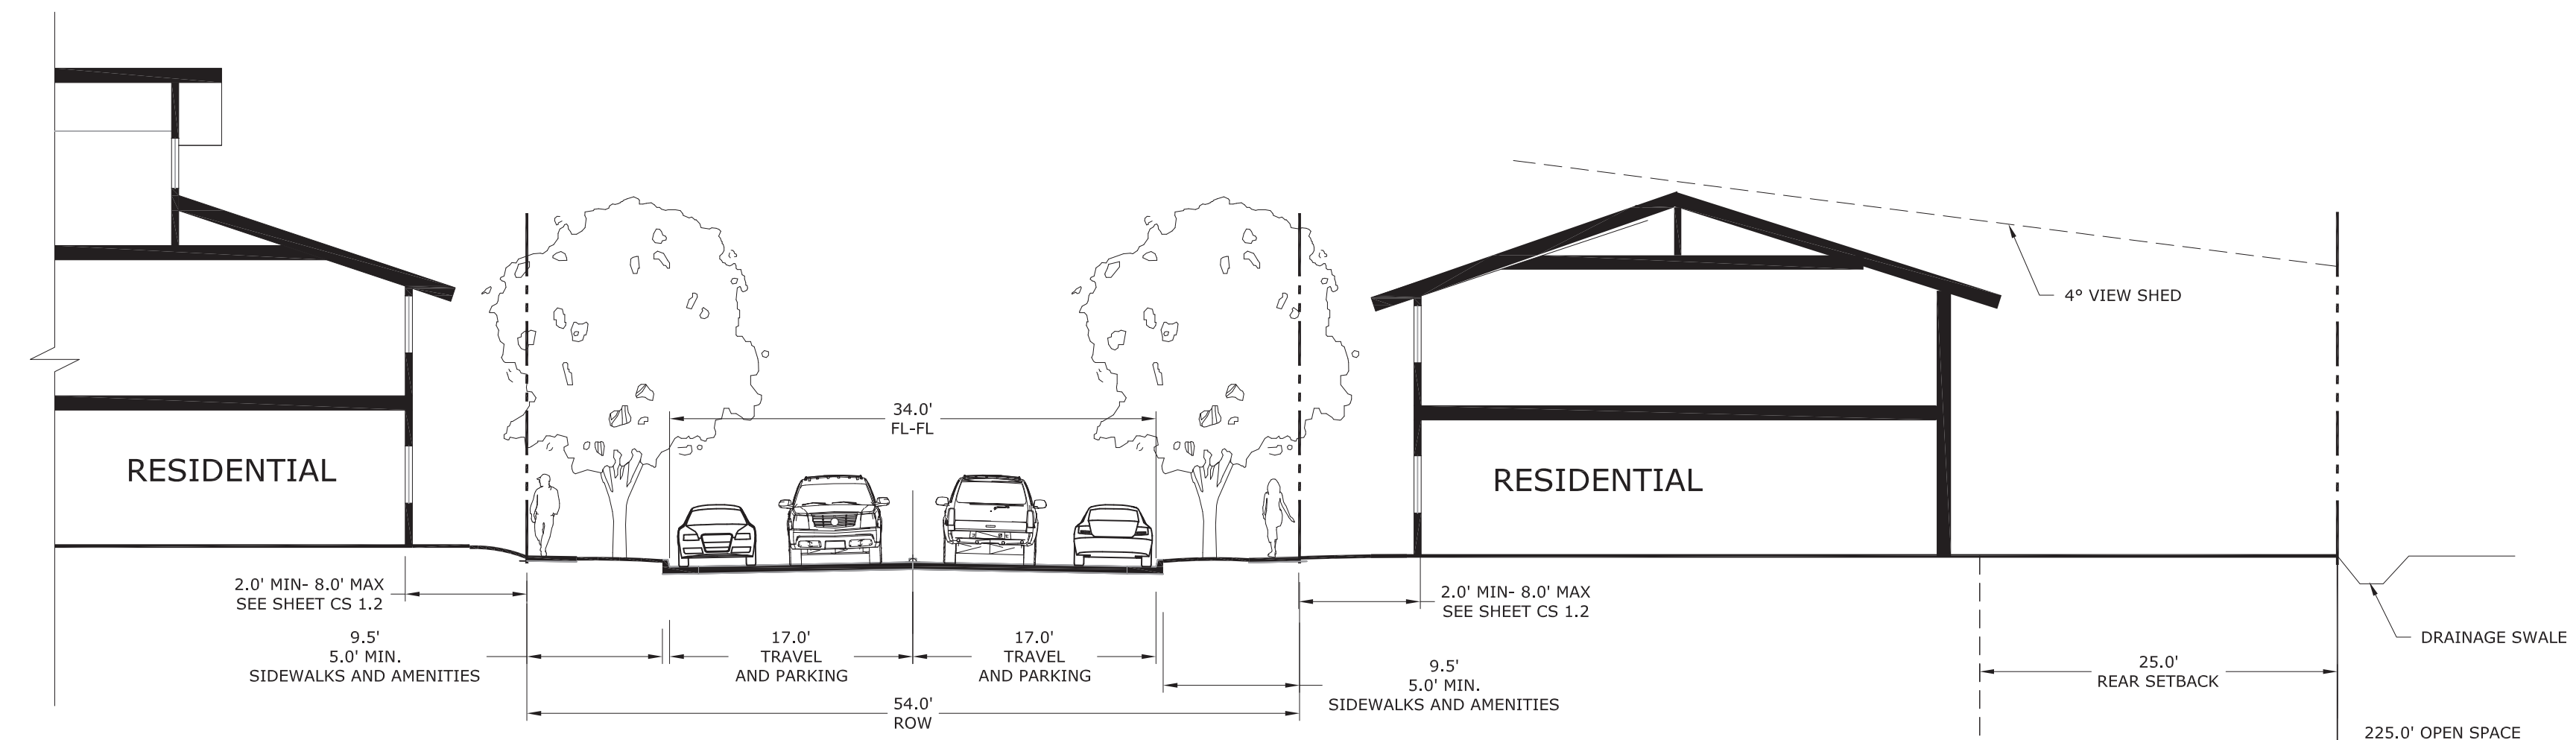 34.0'
FL-FL
4° VIEW SHED
RESIDENTIAL
RESIDENTIAL
2.0' MIN- 8.0' MAX
SEE SHEET CS 1.2
2.0' MIN- 8.0' MAX
SEE SHEET CS 1.2
9.5'
5.0' MIN.
SIDEWALKS AND AMENITIES
17.0'
TRAVEL
AND PARKING
17.0'
TRAVEL
AND PARKING
9.5'
5.0' MIN.
SIDEWALKS AND AMENITIES
DRAINAGE SWALE
25.0'
REAR SETBACK
54.0'
ROW
225.0' OPEN SPACE